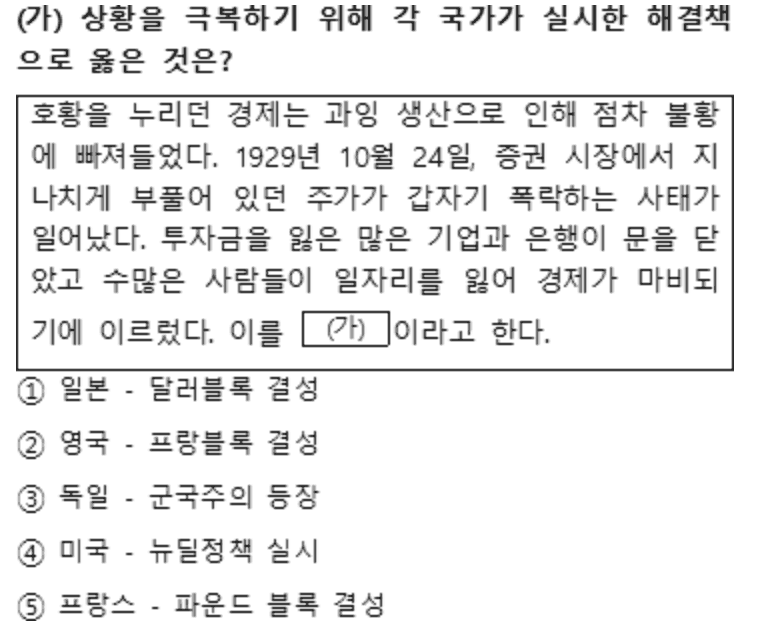 (가) 상황을 극복하기 위해 각 국가가 실시한 해결책
으로 옳은 것은?
호황을 누리던 경제는 과잉 생산으로 인해 점차 불황
에 빠져들었다. 1929년 10월 24일, 증권 시장에서 지
나치게 부풀어 있던 주가가 갑자기 폭락하는 사태가
일어났다. 투자금을 잃은 많은 기업과 은행이 문을 닫
았고 수많은 사람들이 일자리를 잃어 경제가 마비되
기에 이르렀다. 이를 (가) 이라고 한다.
① 일본 - 달러블록 결성
② 영국 - 프랑블록 결성
③ 독일 - 군국주의 등장
④ 미국 - 뉴딜정책 실시
⑤ 프랑스 - 파운드 블록 결성